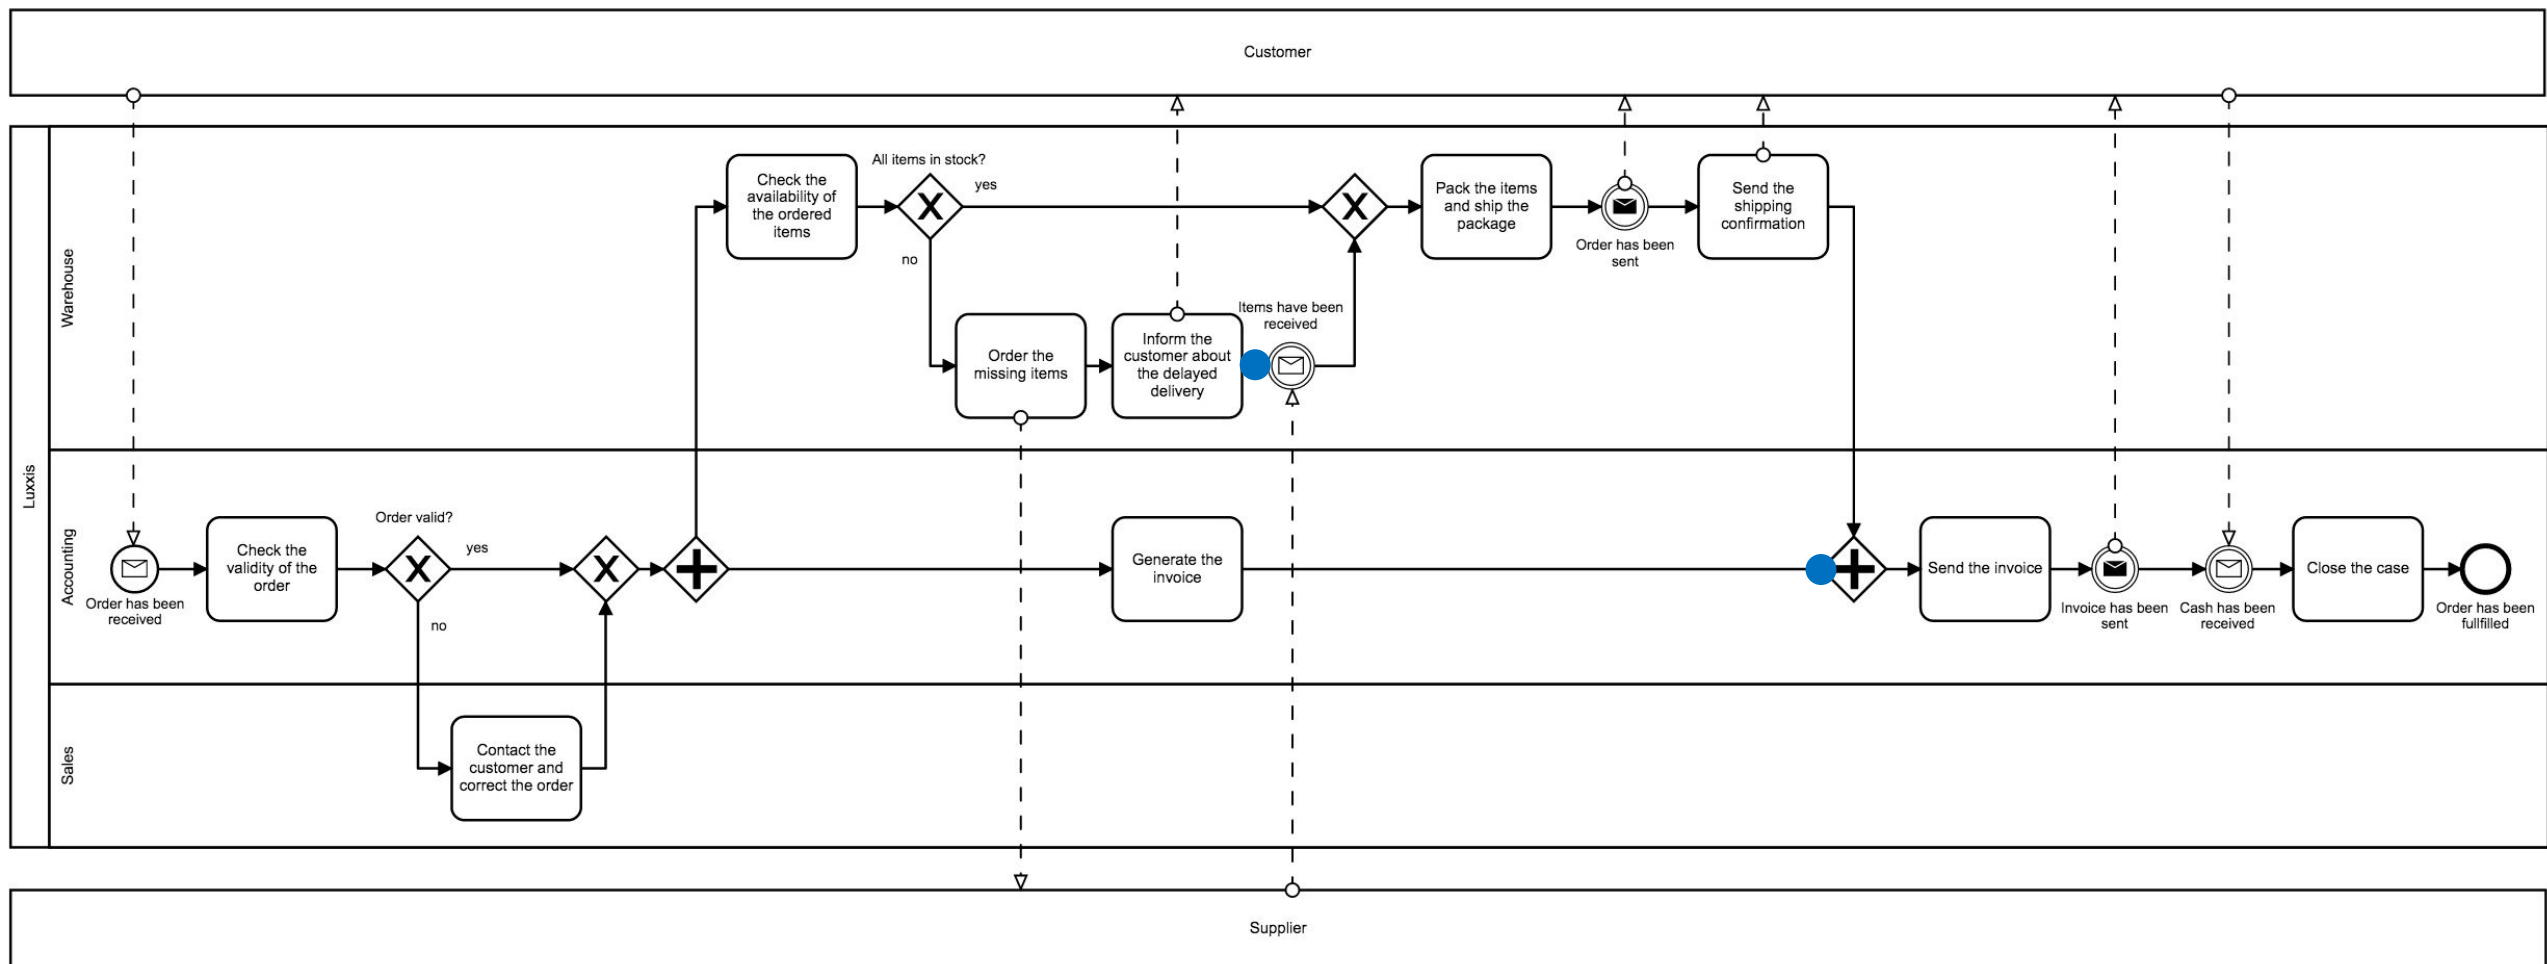 Customer
Luxxis
Warehouse
Check the
availability of
the ordered
items
All items in stock?
yes
no
Order the
missing items
Inform the
customer about
the delayed
delivery
Items have been
received
X
X
Pack the items
and ship the
package
Order has been
sent
Send the
shipping
confirmation
Accounting
Order has been
received
Check the
validity of the
order
Order valid?
X
yes
no
X
Generate the
invoice
Send the invoice
Invoice has been
sent
Cash has been
received
Close the case
Order has been
fullfilled
Sales
Contact the
customer and
correct the order
Supplier